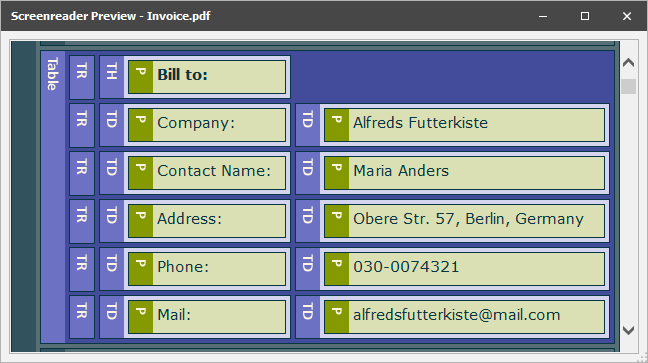 Screenreader Preview - Invoice.pdf
Table
TR TH P Bill to:
TR TD P Company: TD P Alfreds Futterkiste
TR TD P Contact Name: TD P Maria Anders
TR TD P Address: TD P Obere Str. 57, Berlin, Germany
TR TD P Phone: TD P 030-0074321
TR TD P Mail: TD P alfredsfutterkiste@mail.com